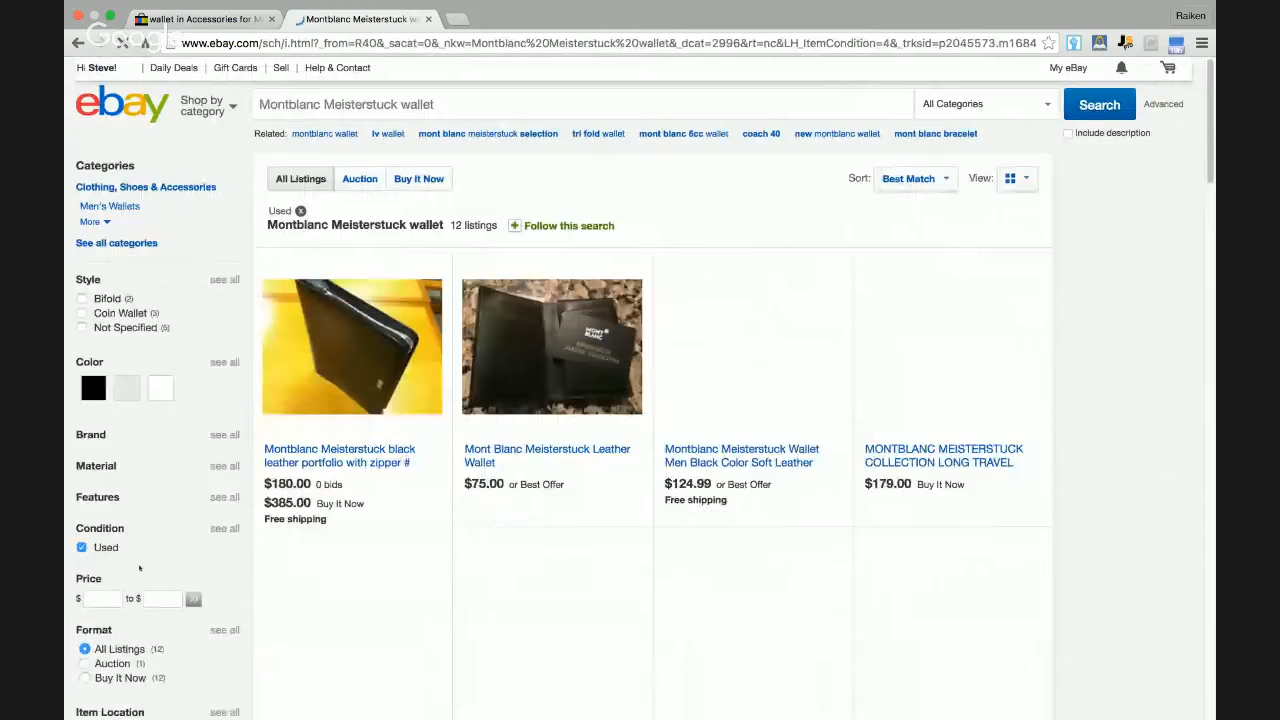 wallet in Accessories for M
Montblanc Meisterstuck w
Raiken
Google
www.ebay.com/sch/i.html?_from=R40&_sacat=0&_nkw=Montblanc%20Meisterstuck%20wallet&_dcat=2996&rt=nc&LH_ItemCondition=4&_trksid=p2045573.m1684
Hi Steve!
Daily Deals
Gift Cards
Sell
Help & Contact
My eBay
ebay
Shop by category
Montblanc Meisterstuck wallet
All Categories
Search
Advanced
Related: montblanc wallet lv wallet mont blanc meisterstuck selection tri fold wallet mont blanc 6cc wallet coach 40 new montblanc wallet mont blanc bracelet
Include description
Categories
Clothing, Shoes & Accessories
Men's Wallets
More
See all categories
Style see all
Bifold (2)
Coin Wallet (3)
Not Specified (5)
Color see all
Brand see all
Material see all
Features see all
Condition see all
Used
Price
$ to $
Format see all
All Listings (12)
Auction (1)
Buy It Now (12)
Item Location see all
All Listings
Auction
Buy It Now
Sort: Best Match
View:
Used
Montblanc Meisterstuck wallet 12 listings
Follow this search
MONT
BLANC
Montblanc Meisterstuck black
leather portfolio with zipper #
$180.00 0 bids
$385.00 Buy It Now
Free shipping
Mont Blanc Meisterstuck Leather
Wallet
$75.00 or Best Offer
Montblanc Meisterstuck Wallet
Men Black Color Soft Leather
$124.99 or Best Offer
Free shipping
MONTBLANC MEISTERSTUCK
COLLECTION LONG TRAVEL
$179.00 Buy It Now